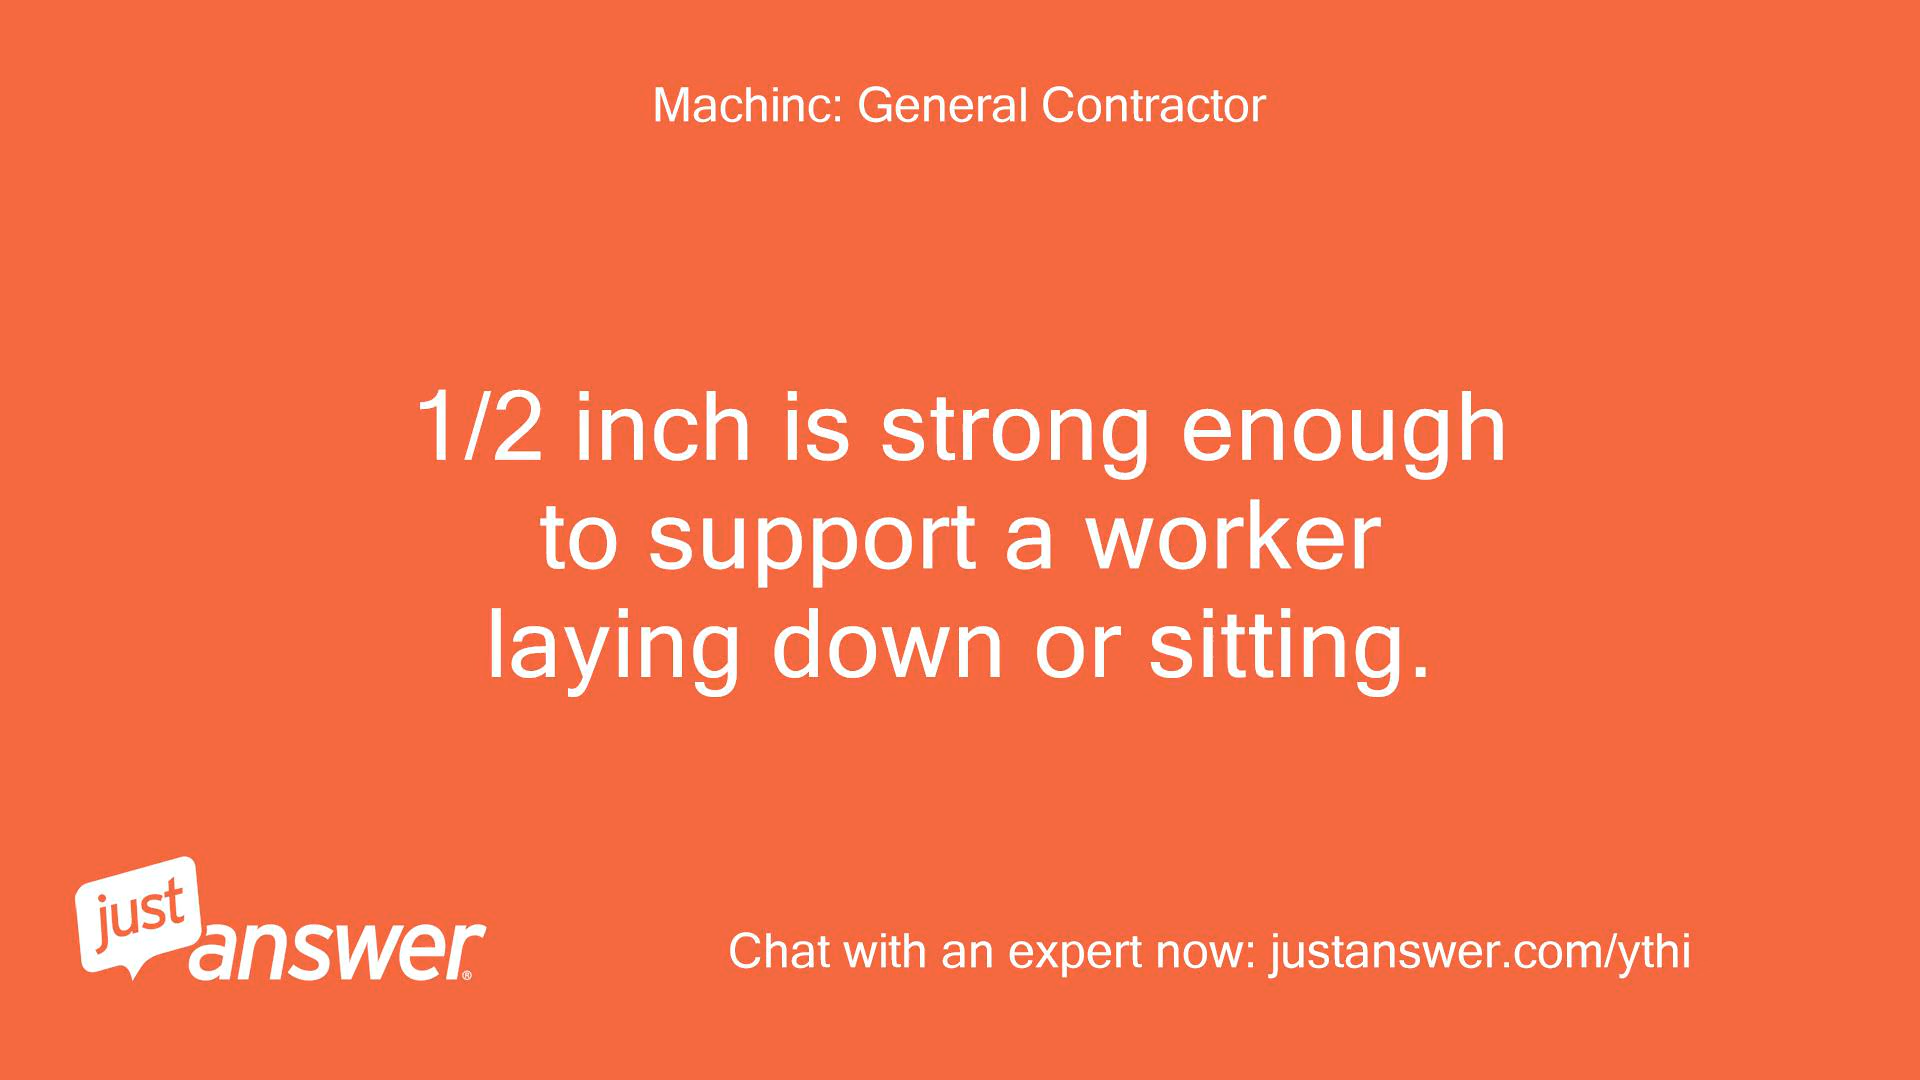 Machinc: General Contractor
1/2 inch is strong enough
to support a worker
laying down or sitting.
just
answer®
Chat with an expert now: justanswer.com/ythi